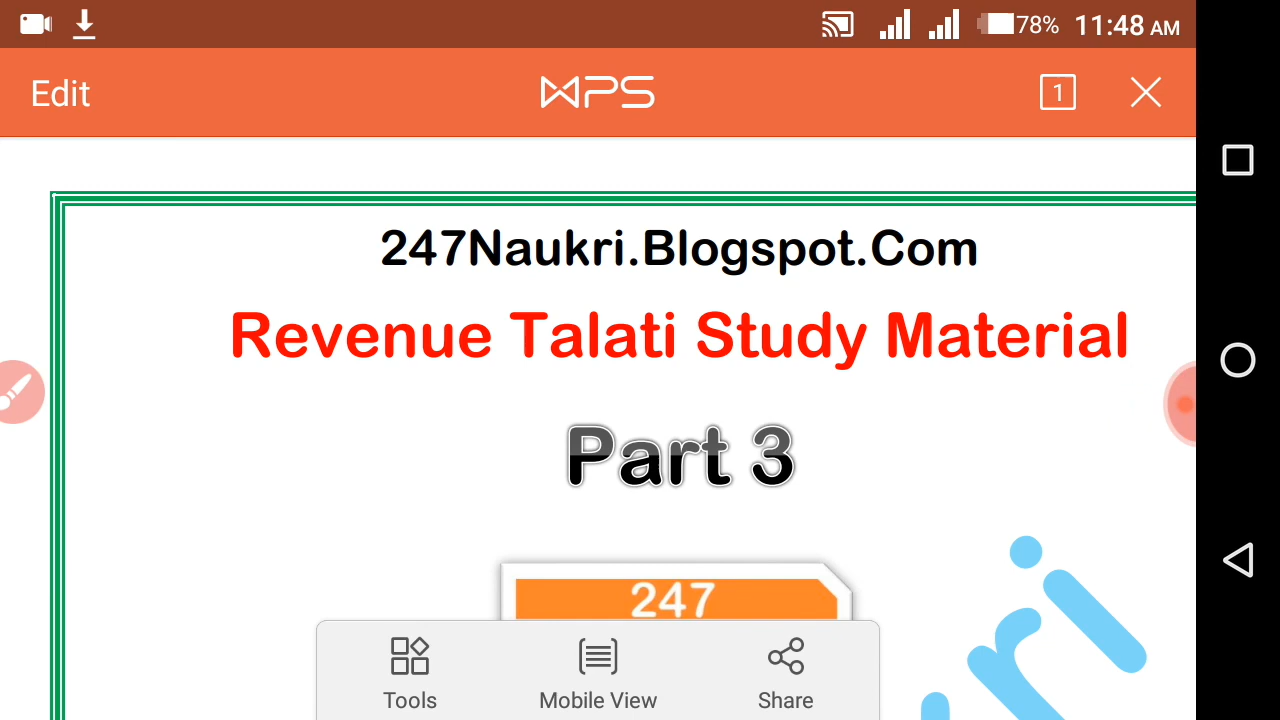 78% 11:48 AM
Edit
WPS
1
247Naukri.Blogspot.Com
Revenue Talati Study Material
Part 3
247
ri
Tools
Mobile View
Share